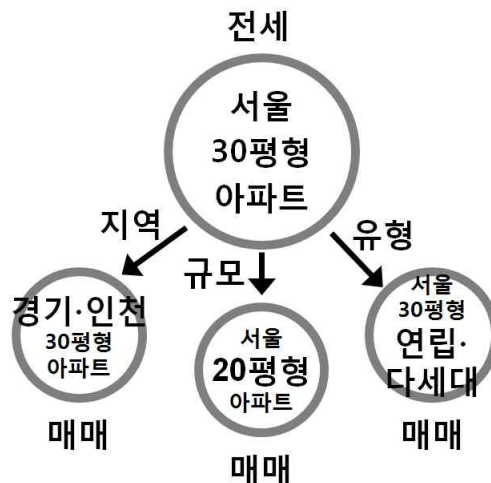 전세
서울
30평형
아파트
지역
규모
유형
경기·인천
30평형
아파트
매매
서울
20평형
아파트
매매
서울
30평형
연립·
다세대
매매